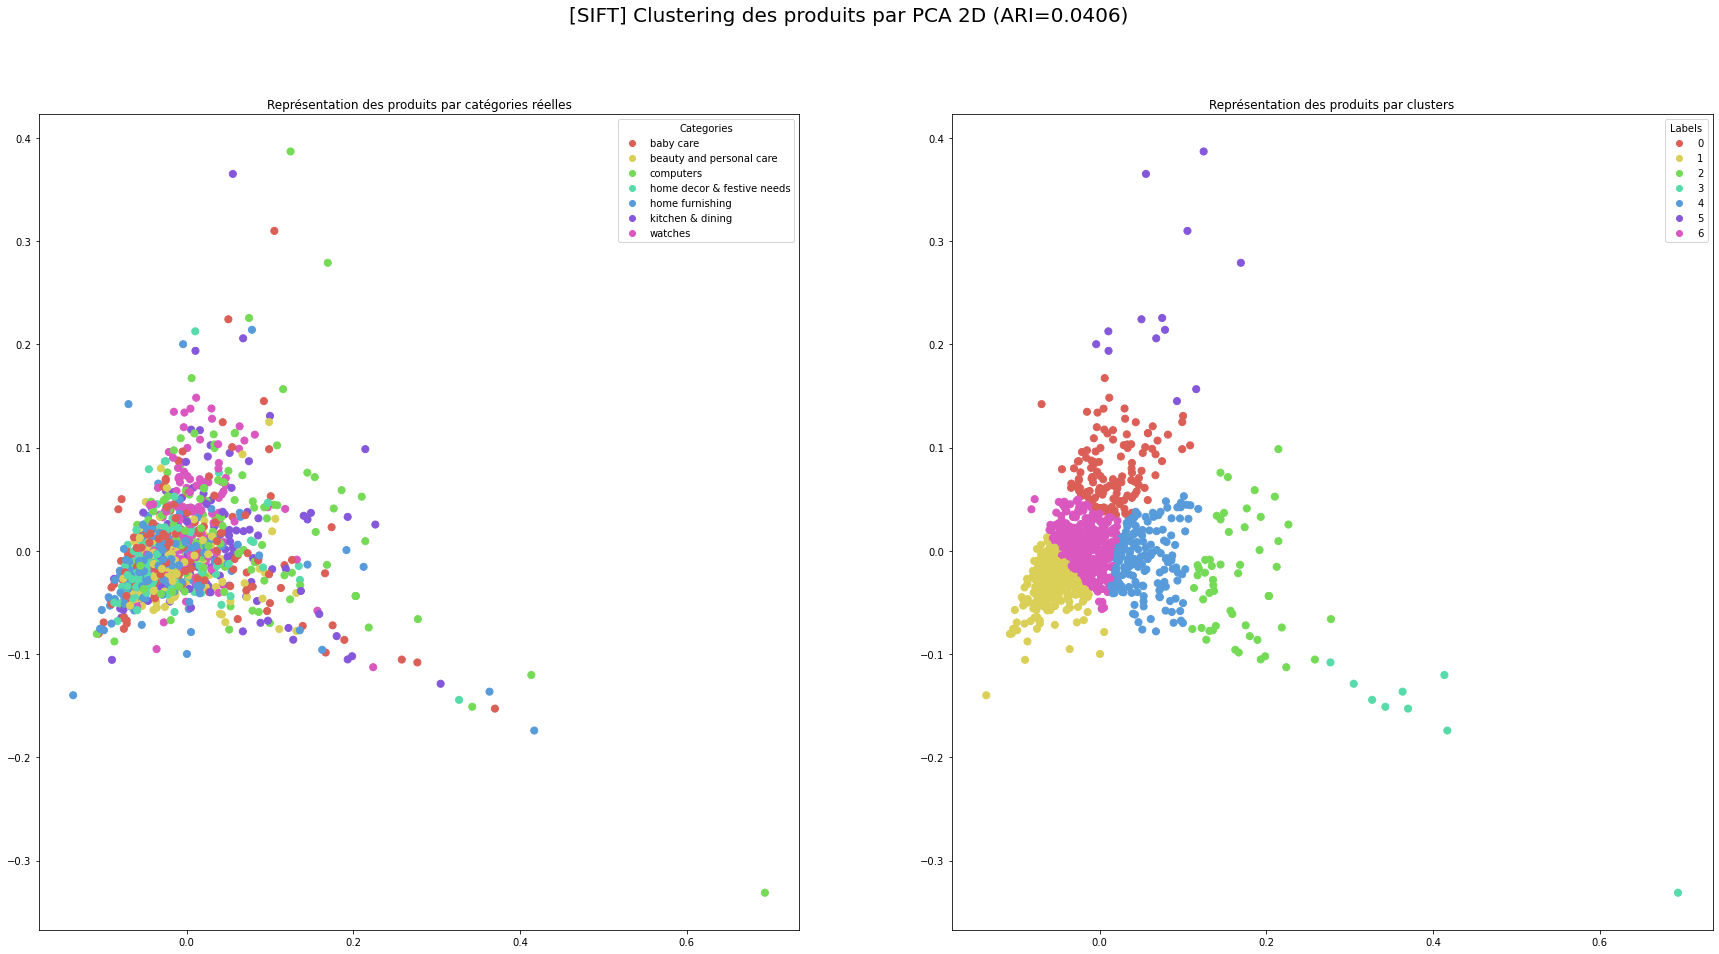 [SIFT] Clustering des produits par PCA 2D (ARI=0.0406)
Représentation des produits par catégories réelles
Categories
baby care
beauty and personal care
computers
home decor & festive needs
home furnishing
kitchen & dining
watches
0.4
0.3
0.2
0.1
0.0
−0.1
−0.2
−0.3
0.0 0.2 0.4 0.6
Représentation des produits par clusters
Labels
0
1
2
3
4
5
6
0.4
0.3
0.2
0.1
0.0
−0.1
−0.2
−0.3
0.0 0.2 0.4 0.6